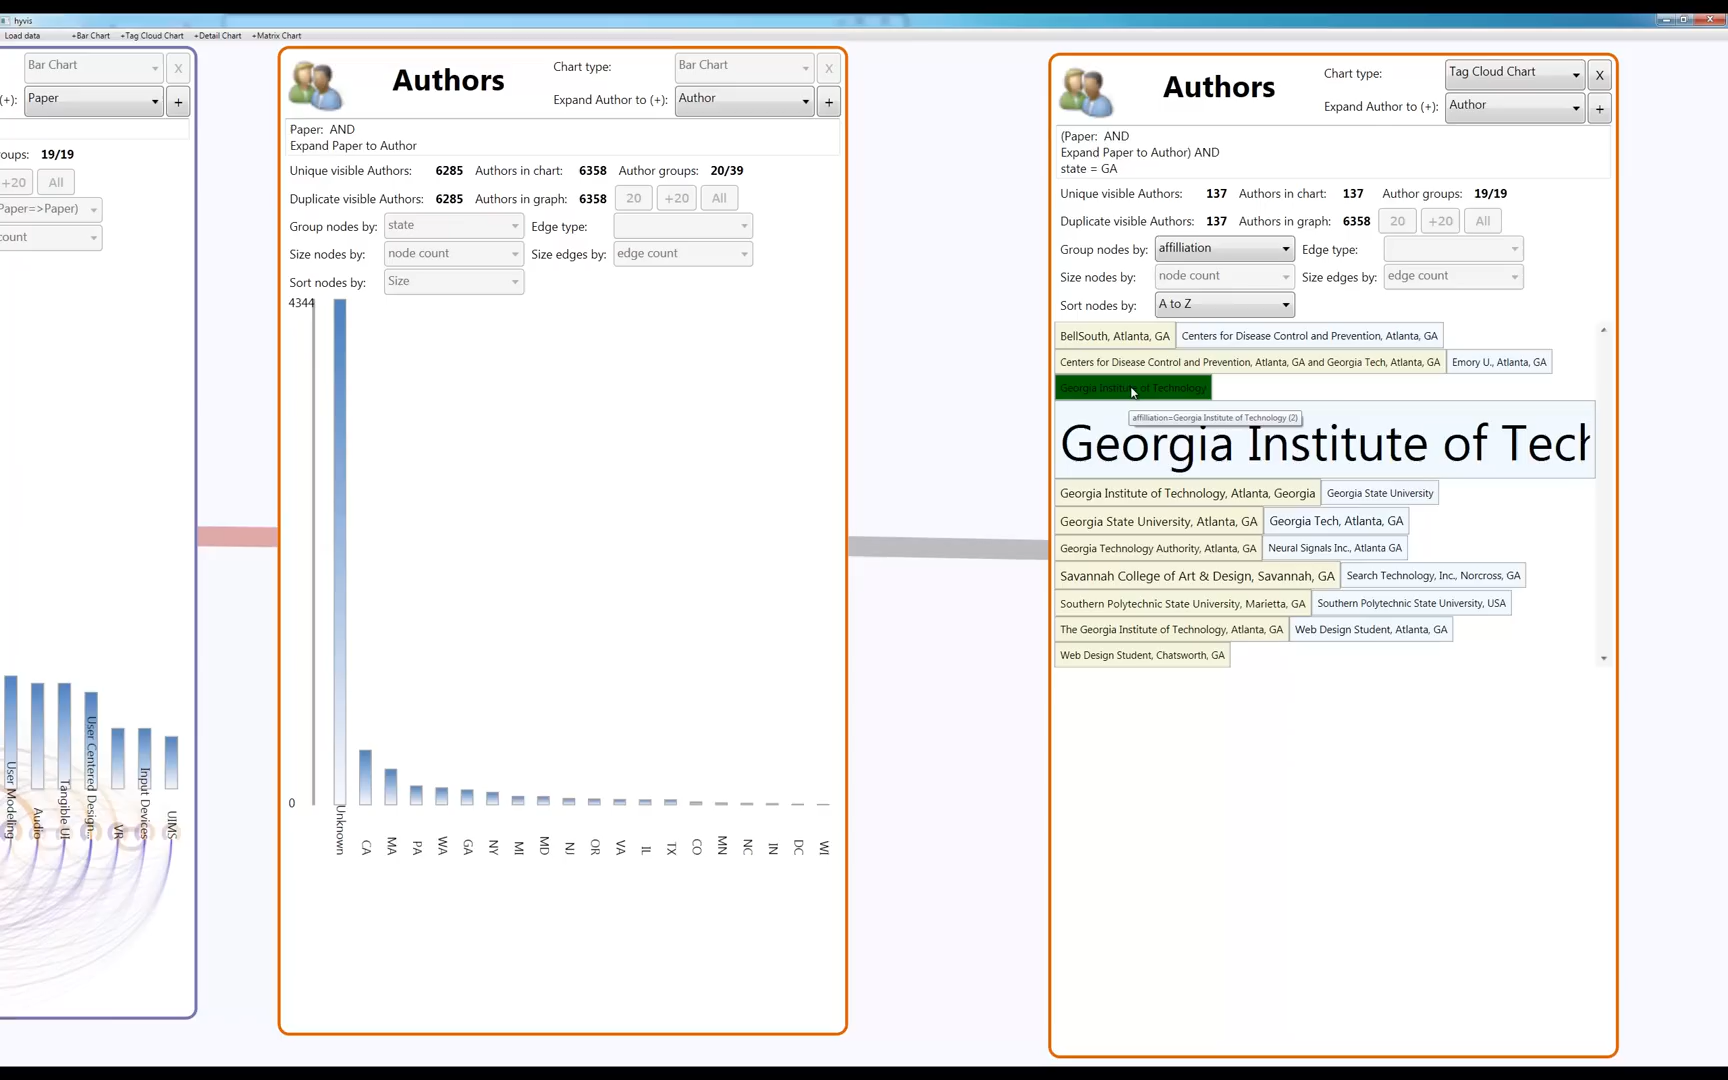 hyvis
Load data +Bar Chart +Tag Cloud Chart +Detail Chart +Matrix Chart
Bar Chart X
(+): Paper +
oups: 19/19
+20 All
Paper=>Paper)
ount
User Modeling
Audio
Tangible UI
User Centered Design...
VR
Input Devices
UIMS
Authors
Chart type: Bar Chart X
Expand Author to (+): Author +
Paper: AND
Expand Paper to Author
Unique visible Authors: 6285 Authors in chart: 6358 Author groups: 20/39
Duplicate visible Authors: 6285 Authors in graph: 6358 20 +20 All
Group nodes by: state Edge type:
Size nodes by: node count Size edges by: edge count
Sort nodes by: Size
4344
0
Unknown CA MA PA WA GA NY MI MD NJ OR VA IL TX CO MN NC IN DC WI
Authors
Chart type: Tag Cloud Chart X
Expand Author to (+): Author +
(Paper: AND
Expand Paper to Author) AND
state = GA
Unique visible Authors: 137 Authors in chart: 137 Author groups: 19/19
Duplicate visible Authors: 137 Authors in graph: 6358 20 +20 All
Group nodes by: affilliation Edge type:
Size nodes by: node count Size edges by: edge count
Sort nodes by: A to Z
BellSouth, Atlanta, GA Centers for Disease Control and Prevention, Atlanta, GA
Centers for Disease Control and Prevention, Atlanta, GA and Georgia Tech, Atlanta, GA Emory U., Atlanta, GA
Georgia Institute of Technology
affilliation=Georgia Institute of Technology (2)
Georgia Institute of Tech
Georgia Institute of Technology, Atlanta, Georgia Georgia State University
Georgia State University, Atlanta, GA Georgia Tech, Atlanta, GA
Georgia Technology Authority, Atlanta, GA Neural Signals Inc., Atlanta GA
Savannah College of Art & Design, Savannah, GA Search Technology, Inc., Norcross, GA
Southern Polytechnic State University, Marietta, GA Southern Polytechnic State University, USA
The Georgia Institute of Technology, Atlanta, GA Web Design Student, Atlanta, GA
Web Design Student, Chatsworth, GA